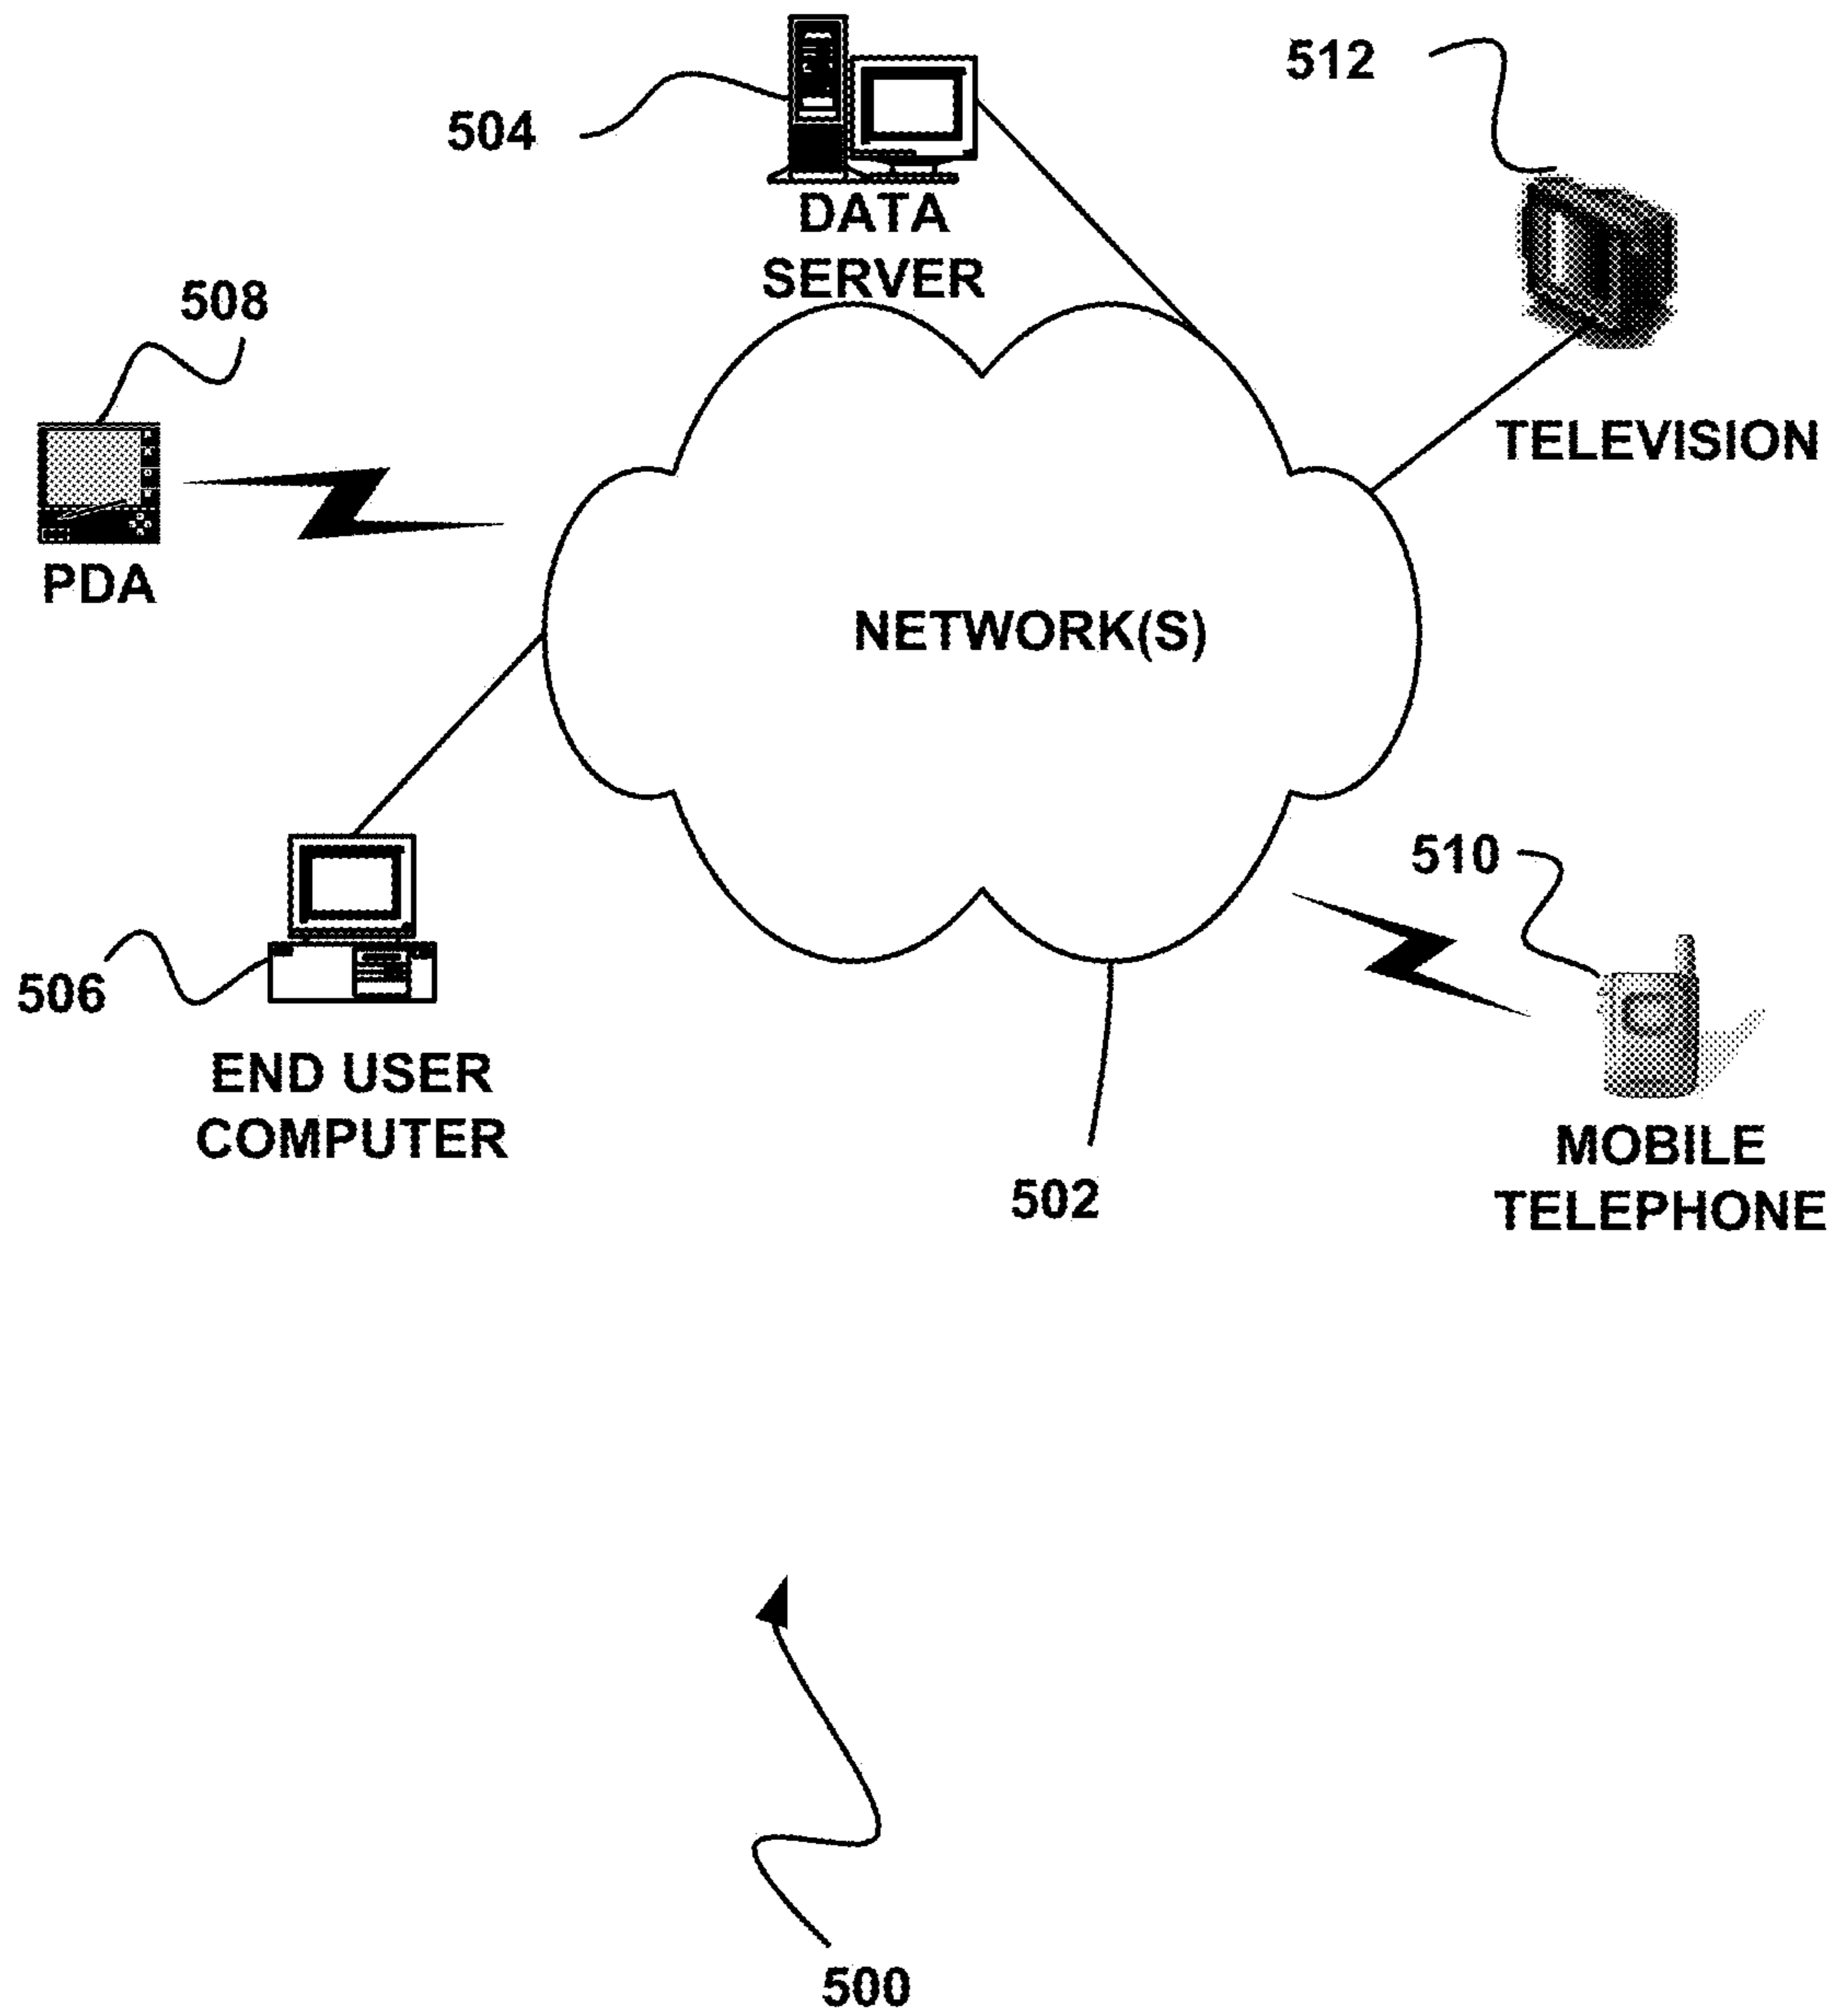 512
504
DATA
SERVER
508
TELEVISION
PDA
NETWORK(S)
510
506
END USER
COMPUTER
MOBILE
TELEPHONE
502
500